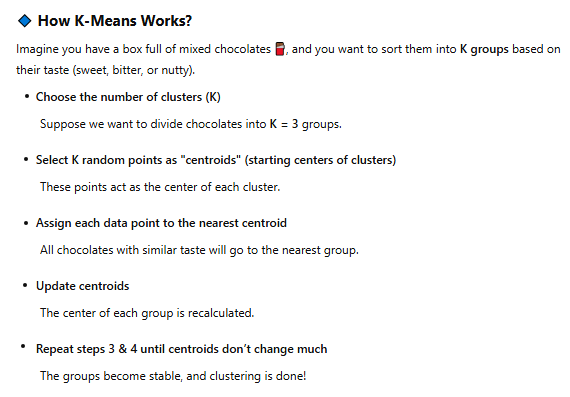 🔷 How K-Means Works?
Imagine you have a box full of mixed chocolates 🍫, and you want to sort them into K groups based on
their taste (sweet, bitter, or nutty).
• Choose the number of clusters (K)
Suppose we want to divide chocolates into K = 3 groups.
• Select K random points as "centroids" (starting centers of clusters)
These points act as the center of each cluster.
• Assign each data point to the nearest centroid
All chocolates with similar taste will go to the nearest group.
• Update centroids
The center of each group is recalculated.
• Repeat steps 3 & 4 until centroids don’t change much
The groups become stable, and clustering is done!